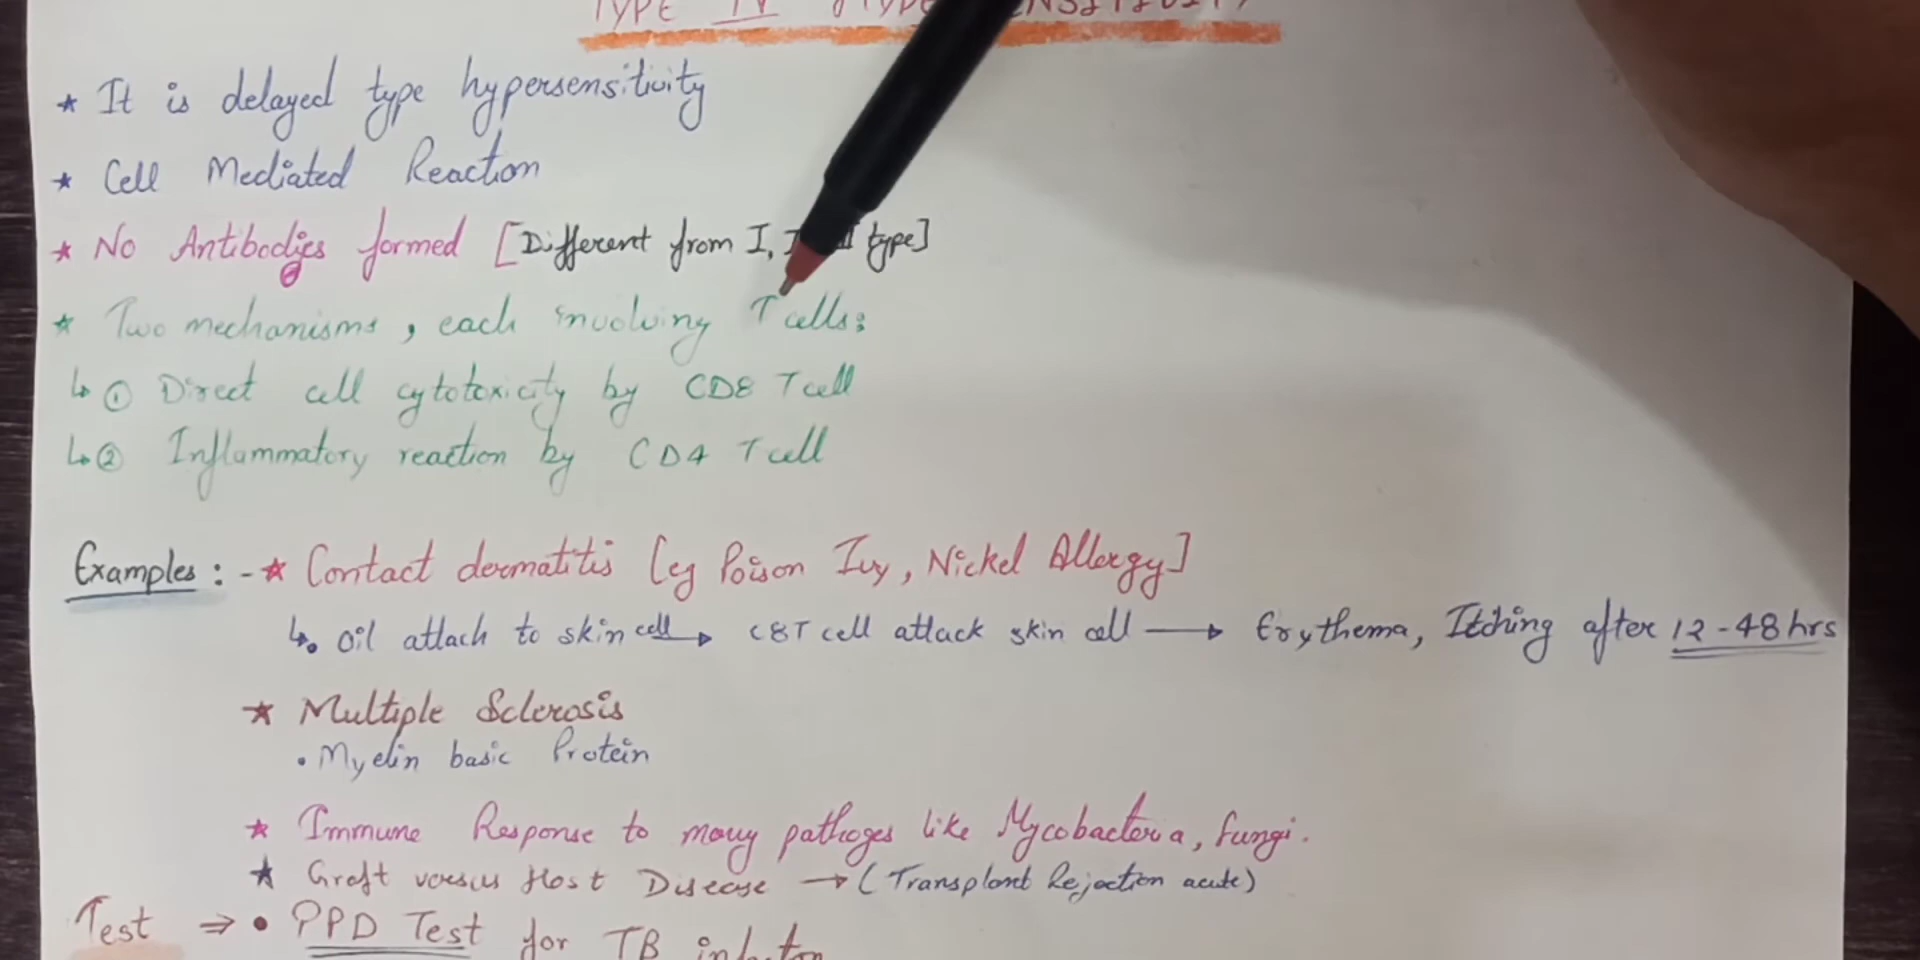 TYPE IV
* It is delayed type hypersensitivity
* Cell Mediated Reaction
* No Antibodies formed [Different from I, type]
* Two mechanisms, each involving T cells:
↳ ① Direct cell cytotoxicity by CD8 T cell
↳ ② Inflammatory reaction by CD4 T cell
Examples : - * Contact dermatitis [eg Poison Ivy, Nickel Allergy]
↳. Oil attach to skin cell → C8T cell attack skin cell → Erythema, Itching after 12-48 hrs
* Multiple Sclerosis
• Myelin basic Protein
* Immune Response to many pathoges like Mycobacteria, fungi.
* Graft versus Host Disease → (Transplant Rejection acute)
Test ⇒ • PPD Test for TB